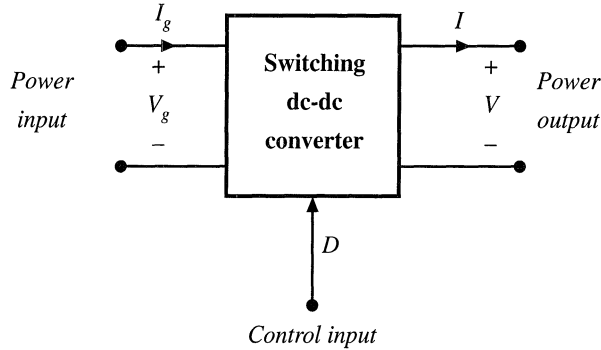 I_g
I
Power
input
+
V_g
−
Switching
dc-dc
converter
+
V
−
Power
output
D
Control input